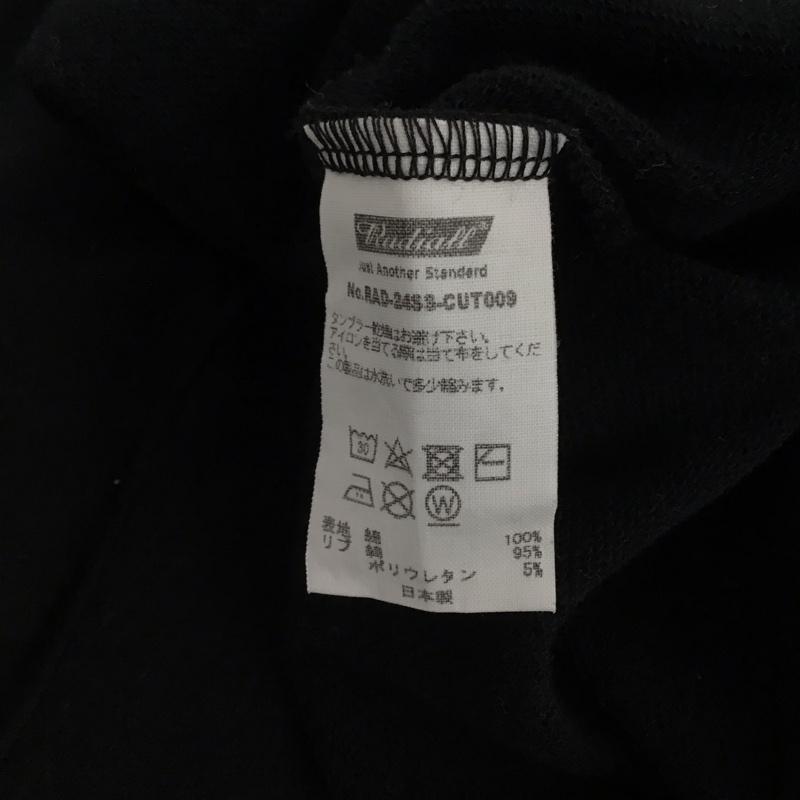 Radiall®
Just Another Standard
No.RAD-24SS-CUT009
タンブラー乾燥はお避け下さい。
アイロンを当てる際は当て布をしてくだ
さい。
この製品は水洗いで多少縮みます。
30
W
表地 綿 100%
リブ 綿 95%
ポリウレタン 5%
日本製